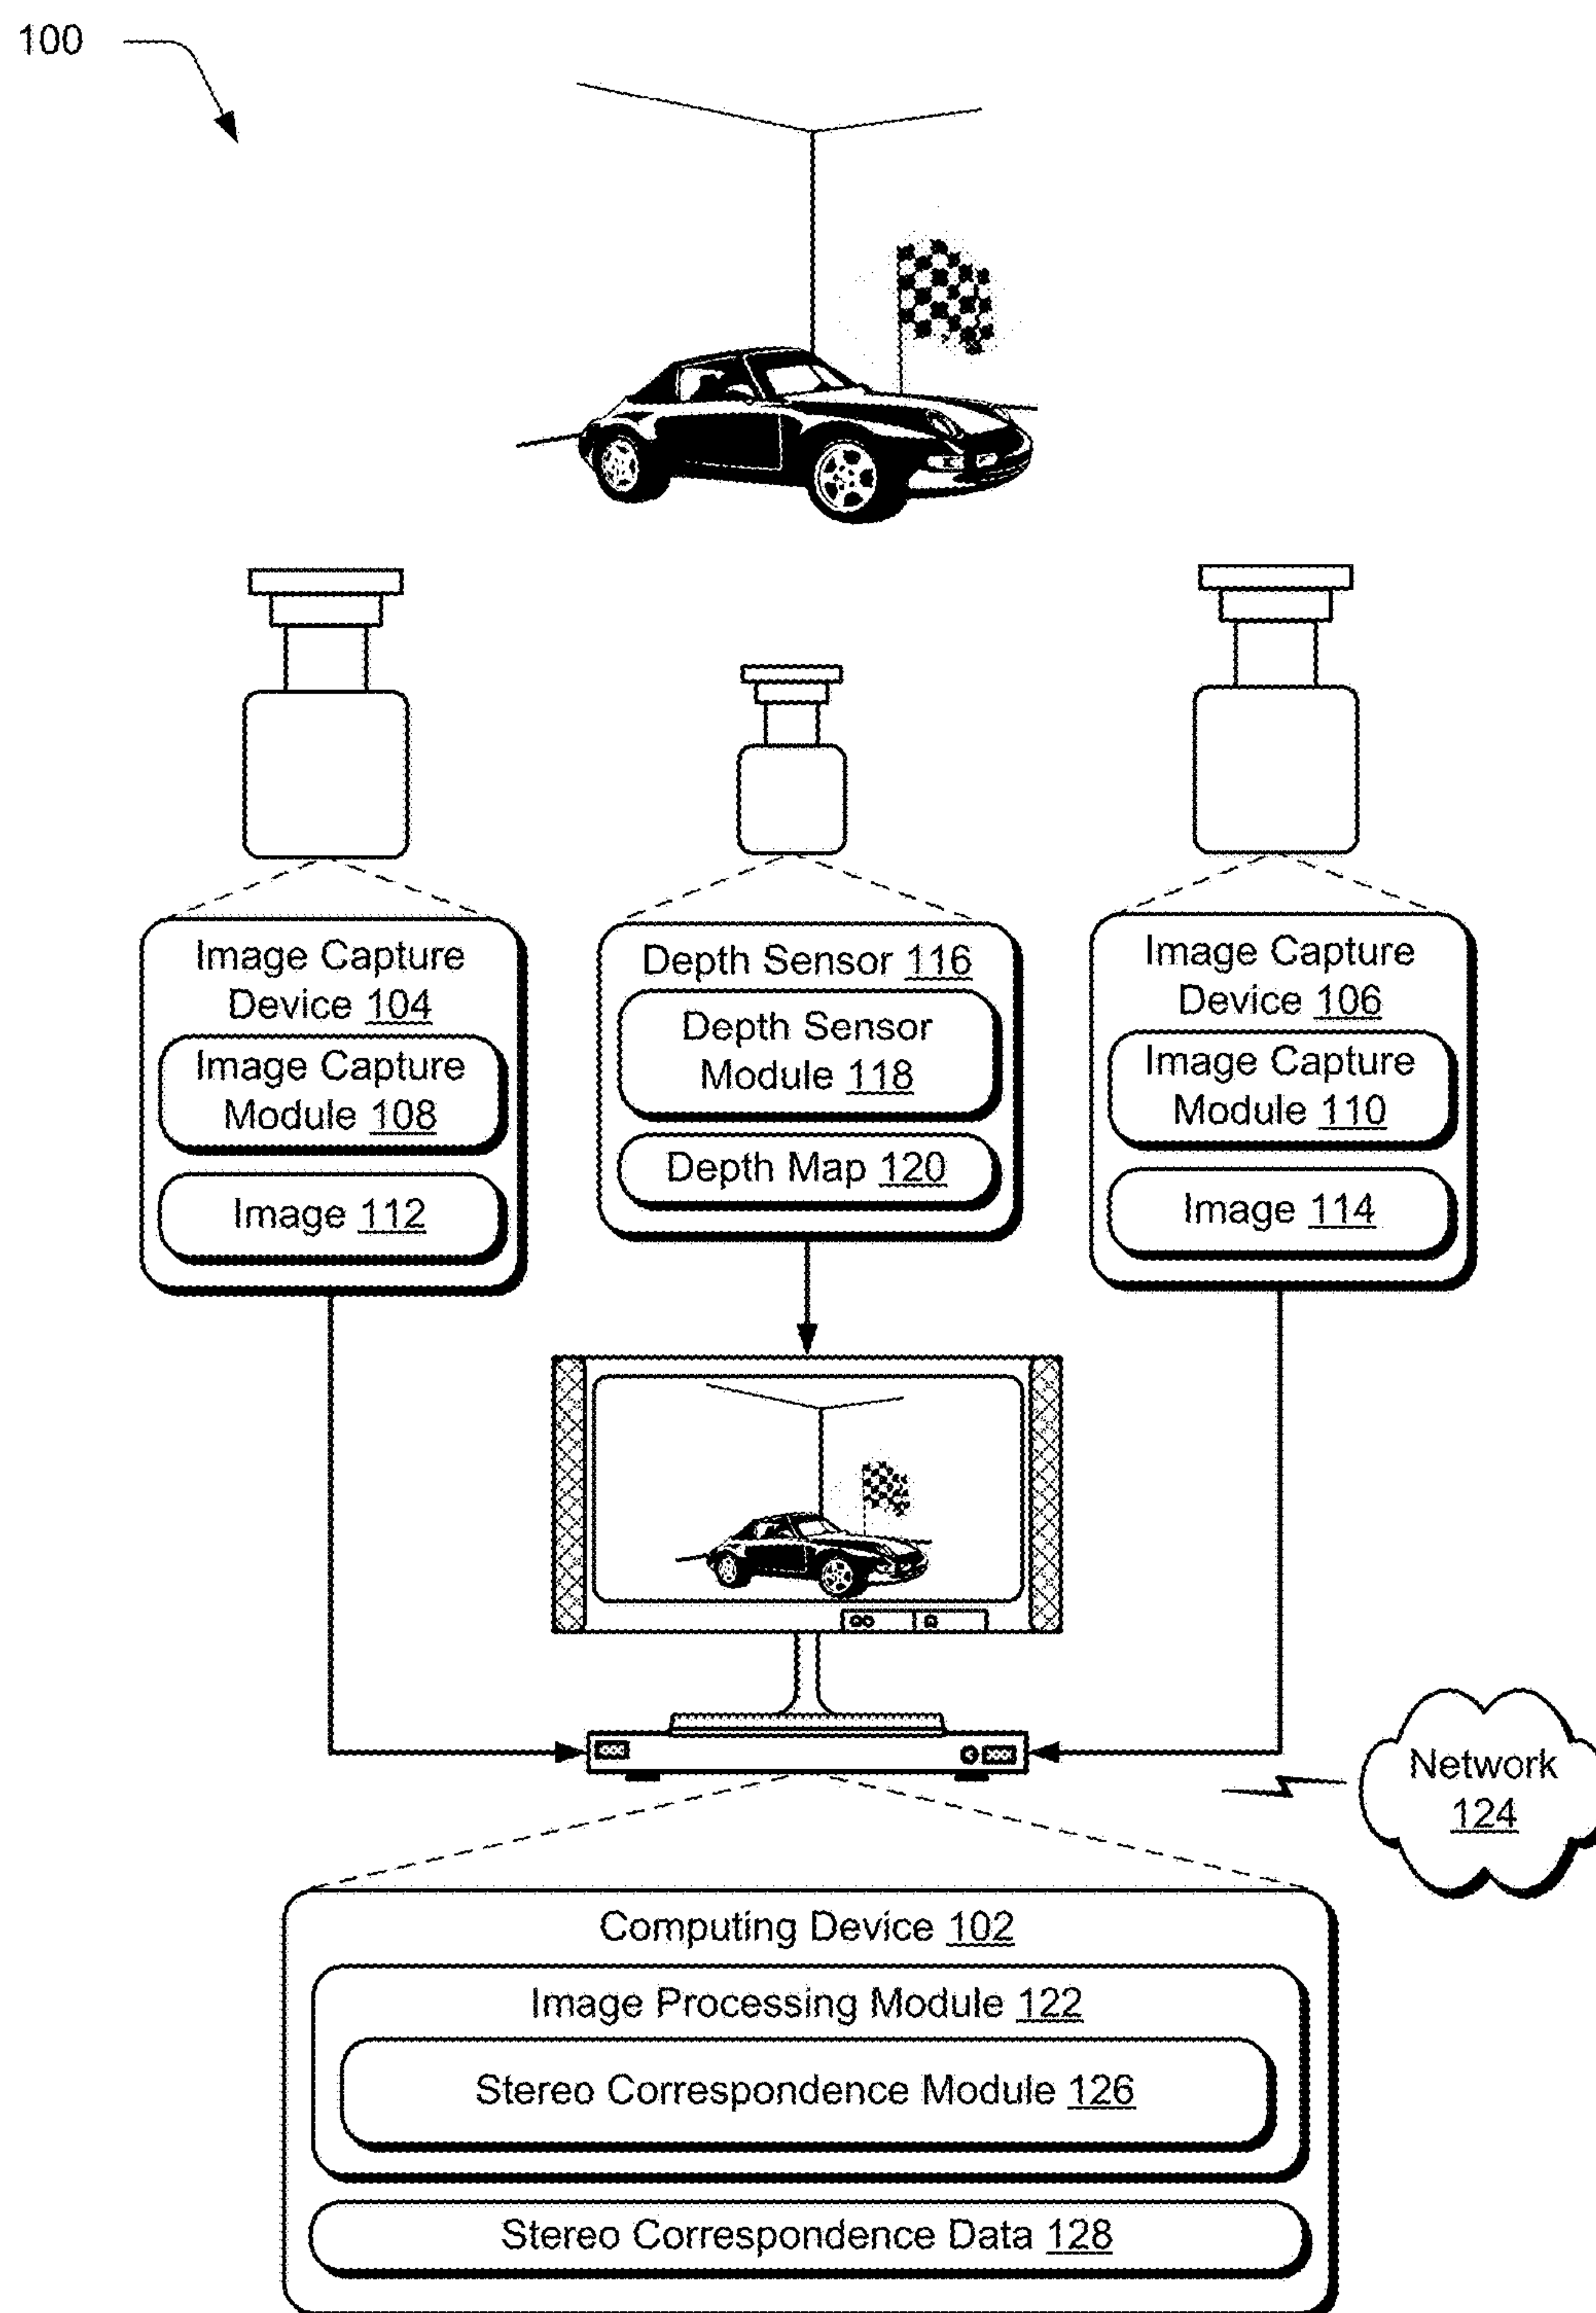 100
Image Capture
Device 104
Image Capture
Module 108
Image 112
Depth Sensor 116
Depth Sensor
Module 118
Depth Map 120
Image Capture
Device 106
Image Capture
Module 110
Image 114
Network
124
Computing Device 102
Image Processing Module 122
Stereo Correspondence Module 126
Stereo Correspondence Data 128